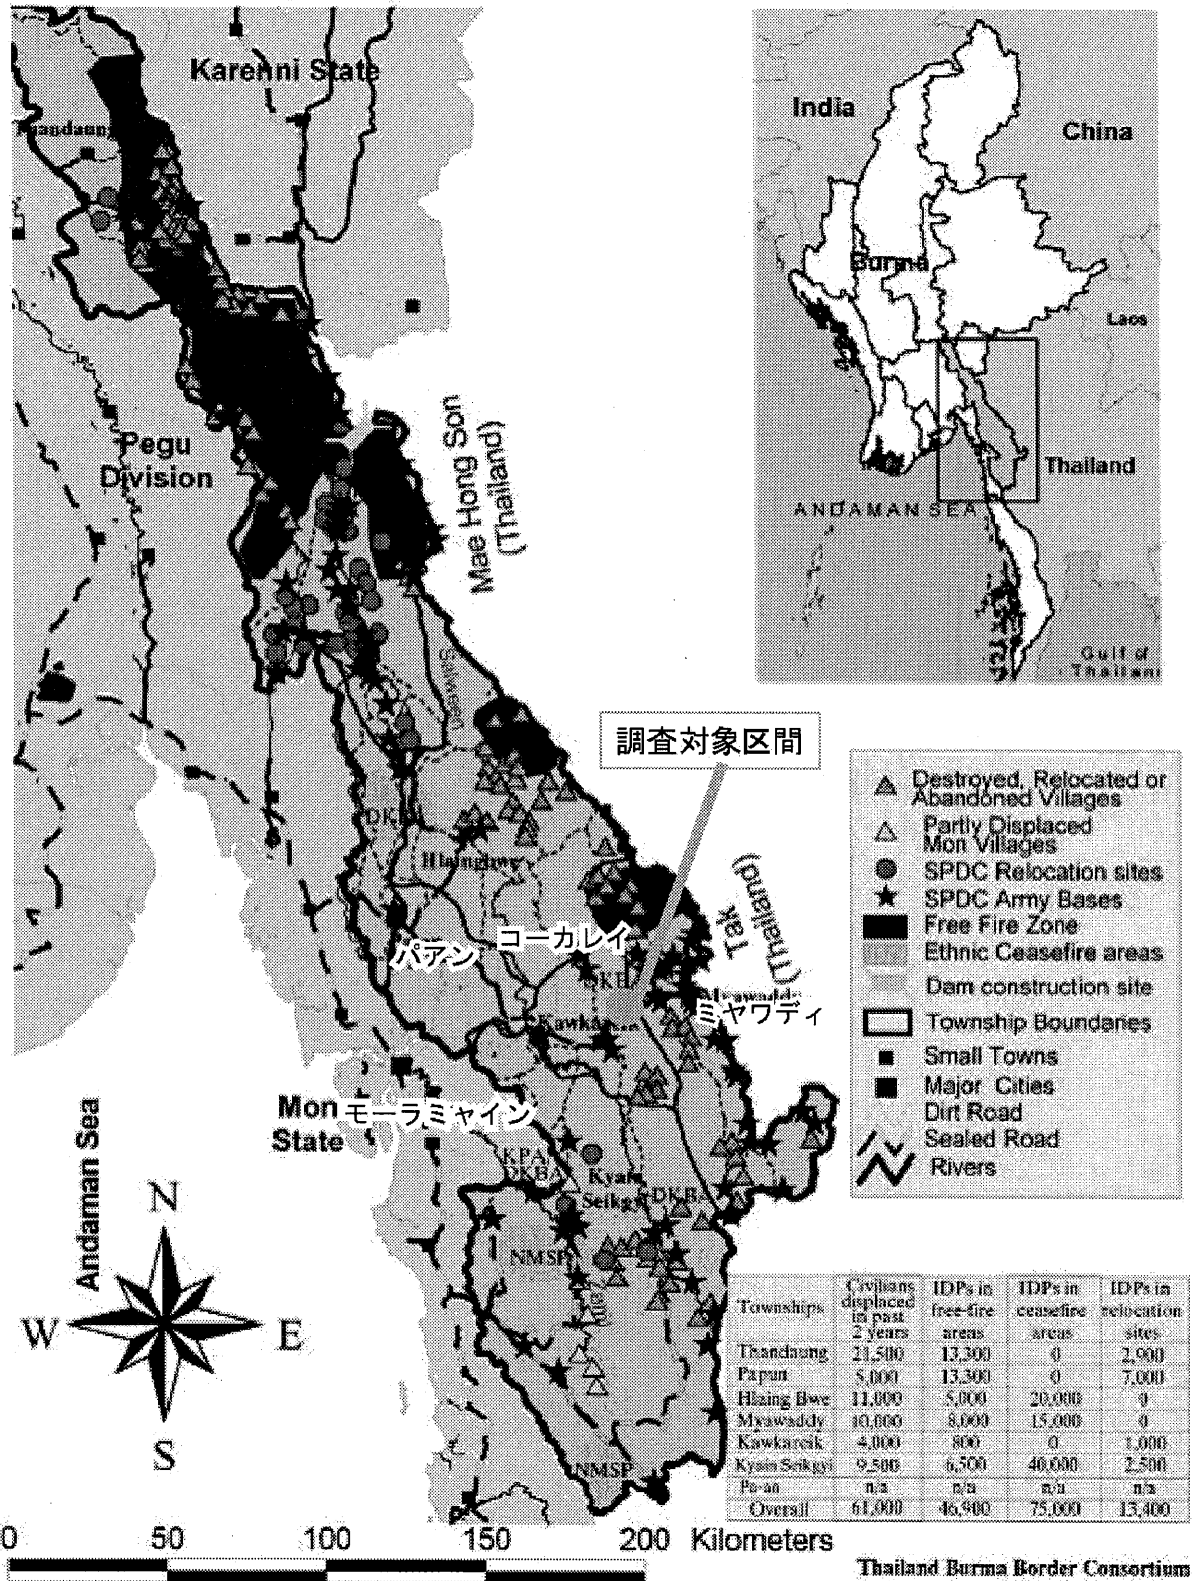 Karenni State
India
China
Burma
Laos
Pegu
Division
Mae Hong Son
(Thailand)
Thailand
ANDAMAN SEA
Gulf of
Salween
調査対象区間
Destroyed, Relocated or
Abandoned Villages
Partly Displaced
Mon Villages
SPDC Relocation sites
SPDC Army Bases
Free Fire Zone
Ethnic Ceasefire areas
Dam construction site
Township Boundaries
Small Towns
Major Cities
Dirt Road
Sealed Road
Rivers
Hlaingbwe
Tak
(Thailand)
コーカレイ
パアン
ミヤワディ
Mon
State
モーラミャイン
KPA
DKBA
Kyain
Seikgyi
DKBA
NMSP
NMSP
Andaman Sea
N
W
E
S
Townships Civilians displaced in past 2 years IDPs in free-fire areas IDPs in ceasefire areas IDPs in relocation sites
Thandaung 21,500 13,300 0 2,900
Papun 5,000 13,300 0 7,000
Hlaing Bwe 11,000 5,000 20,000 0
Myawaddy 10,000 8,000 15,000 0
Kawkareik 4,000 800 0 1,000
Kyain Seikgyi 9,500 6,500 40,000 2,500
Pa-an n/a n/a n/a n/a
Overall 61,000 46,900 75,000 13,400
0 50 100 150 200 Kilometers
Thailand Burma Border Consortium